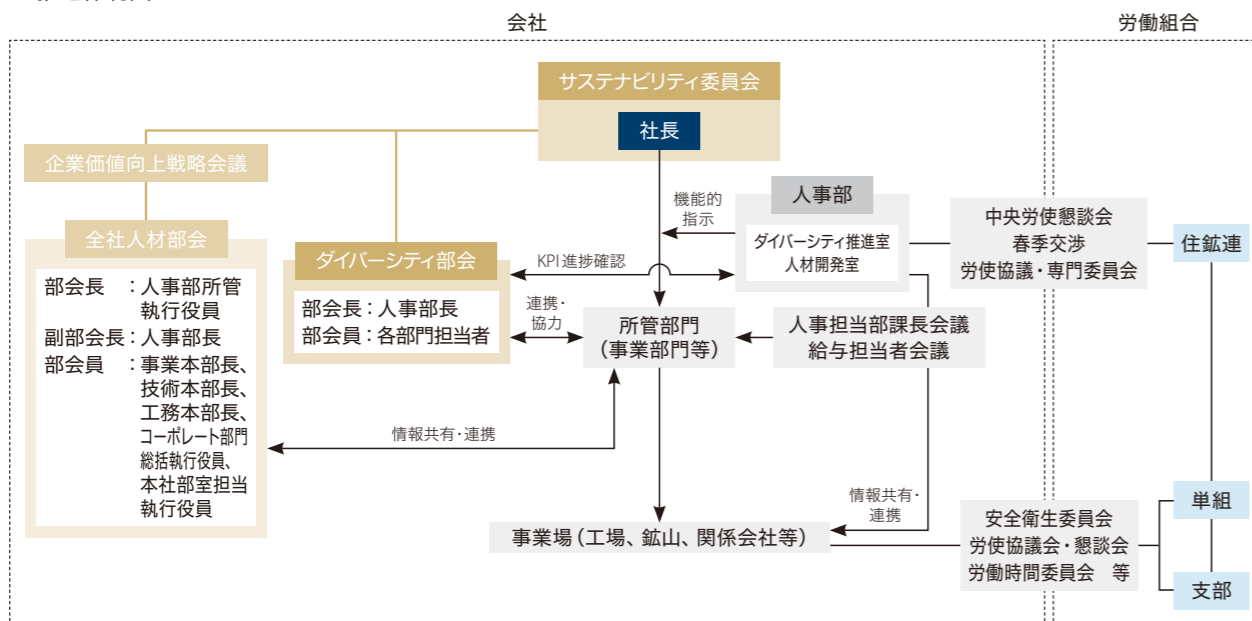 会社
労働組合
サステナビリティ委員会
社長
企業価値向上戦略会議
全社人材部会
部会長 ：人事部所管
執行役員
副部会長：人事部長
部会員 ：事業本部長、
技術本部長、
工務本部長、
コーポレート部門
総括執行役員、
本社部室担当
執行役員
ダイバーシティ部会
部会長：人事部長
部会員：各部門担当者
機能的
指示
人事部
ダイバーシティ推進室
人材開発室
KPI進捗確認
連携・
協力
所管部門
（事業部門等）
人事担当部課長会議
給与担当者会議
情報共有・連携
情報共有・
連携
事業場（工場、鉱山、関係会社等）
中央労使懇談会
春季交渉
労使協議・専門委員会
住鉱連
安全衛生委員会
労使協議会・懇談会
労働時間委員会　等
単組
支部